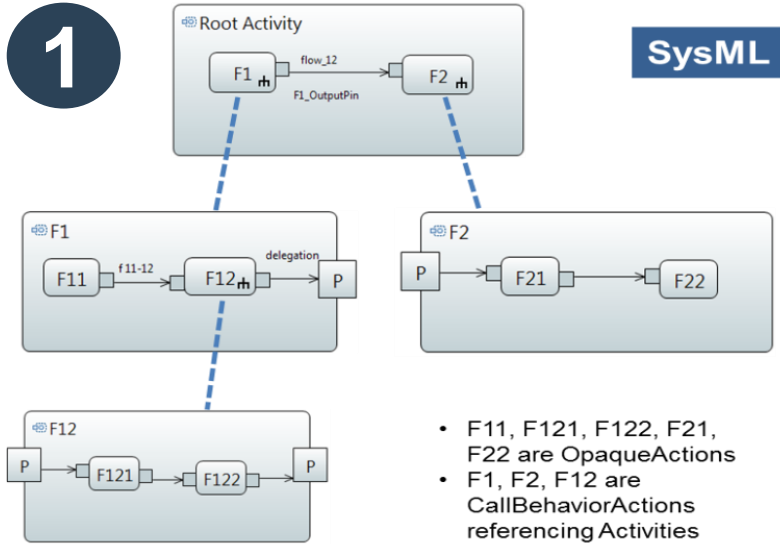 1
SysML
Root Activity
F1
flow_12
F1_OutputPin
F2
F1
F11
f11-12
F12
delegation
P
F2
P
F21
F22
F12
P
F121
F122
P
• F11, F121, F122, F21,
F22 are OpaqueActions
• F1, F2, F12 are
CallBehaviorActions
referencing Activities